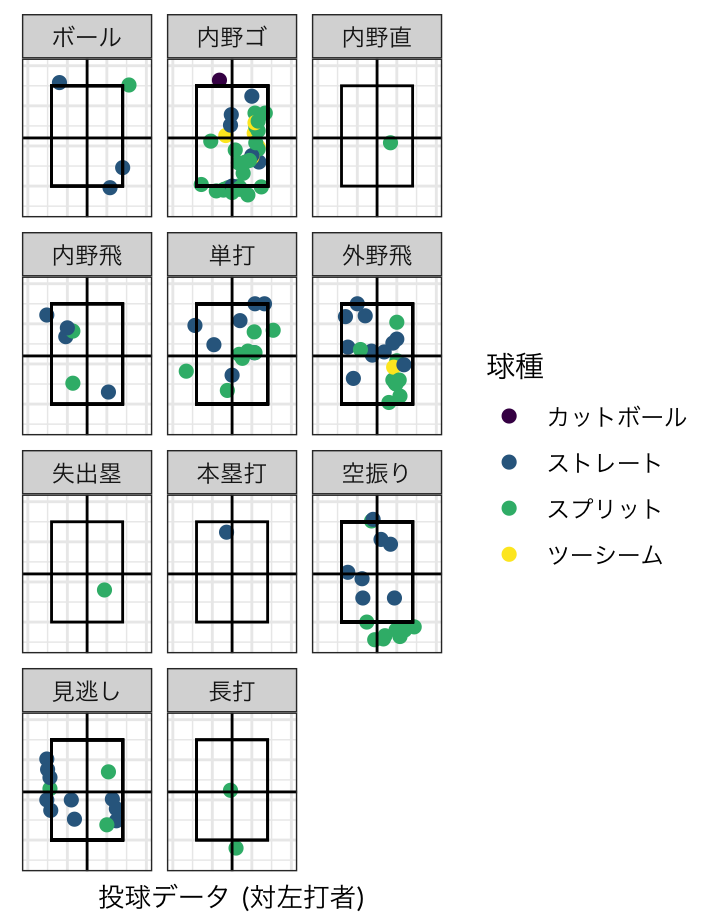 ボール
内野ゴ
内野直
内野飛
単打
外野飛
球種
カットボール
ストレート
スプリット
ツーシーム
失出塁
本塁打
空振り
見逃し
長打
投球データ (対左打者)